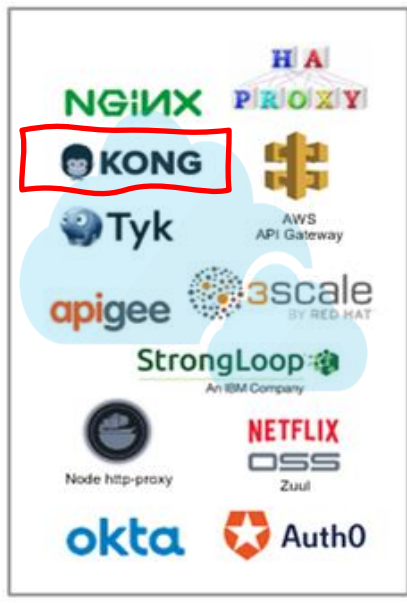 NGINX
HA
PROXY
KONG
AWS
API Gateway
Tyk
apigee
3scale
BY RED HAT
StrongLoop
An IBM Company
Node http-proxy
NETFLIX
OSS
Zuul
okta
Auth0